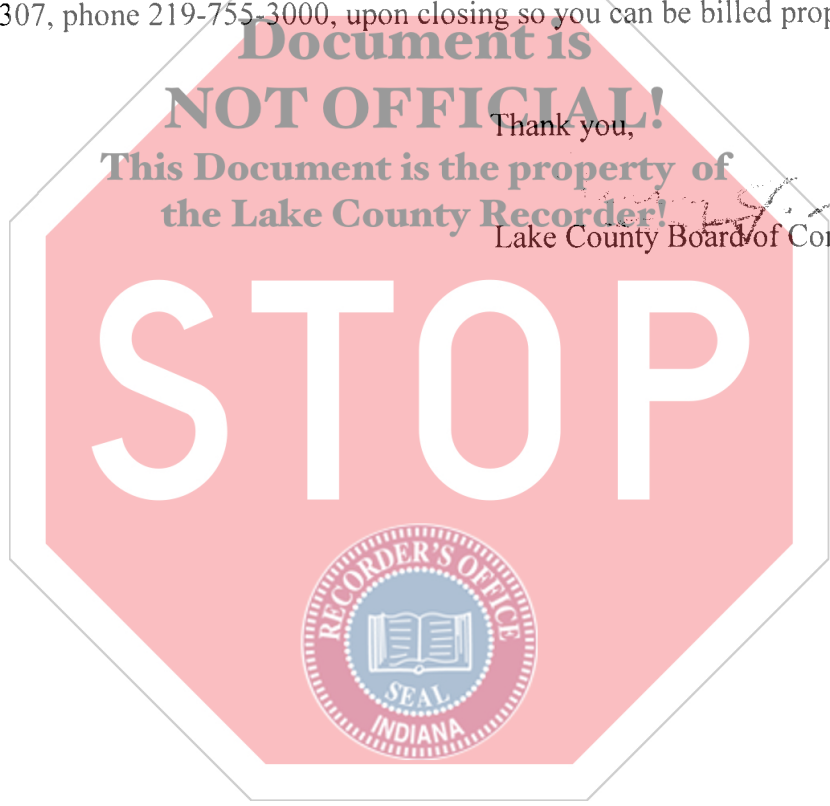 307, phone 219-755-3000, upon closing so you can be billed prop
Document is
NOT OFFICIAL!
Thank you,
This Document is the property of
the Lake County Recorder!
Lake County Board of Co
STOP
RECORDER'S OFFICE
SEAL
INDIANA